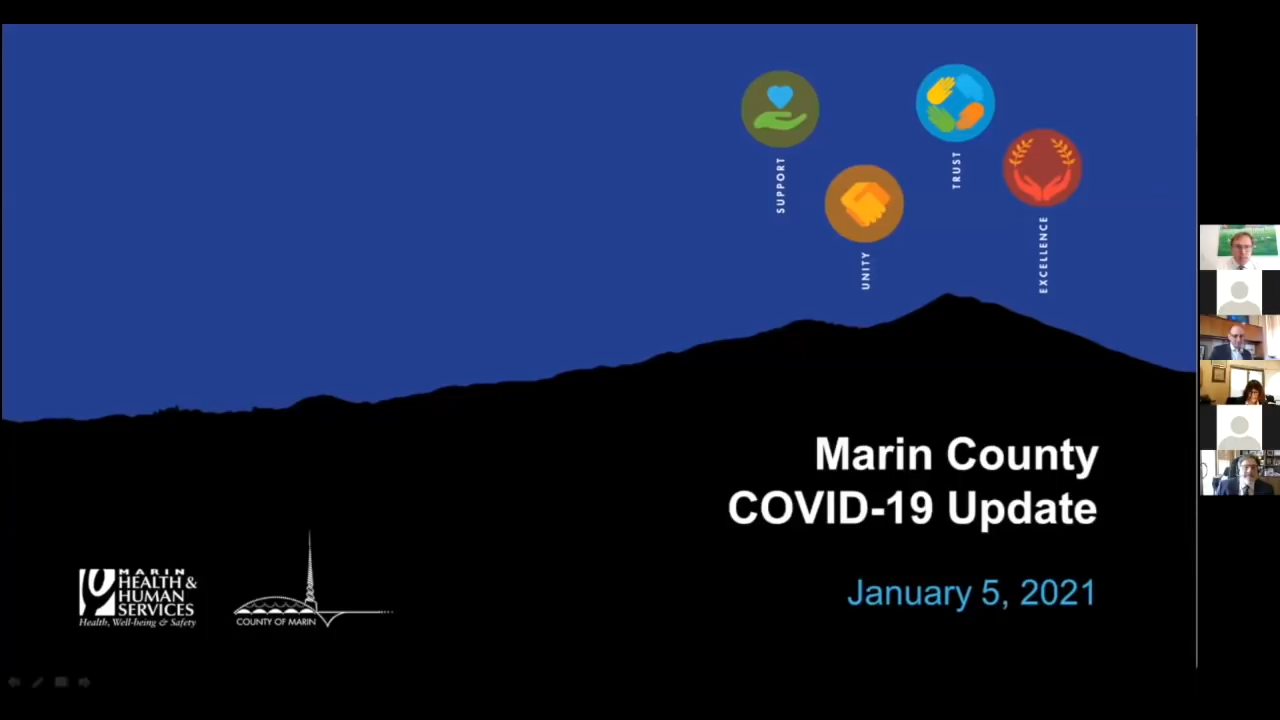 SUPPORT
UNITY
TRUST
EXCELLENCE
Marin County
COVID-19 Update
January 5, 2021
MARIN
HEALTH &
HUMAN
SERVICES
Health, Well-being & Safety
COUNTY OF MARIN